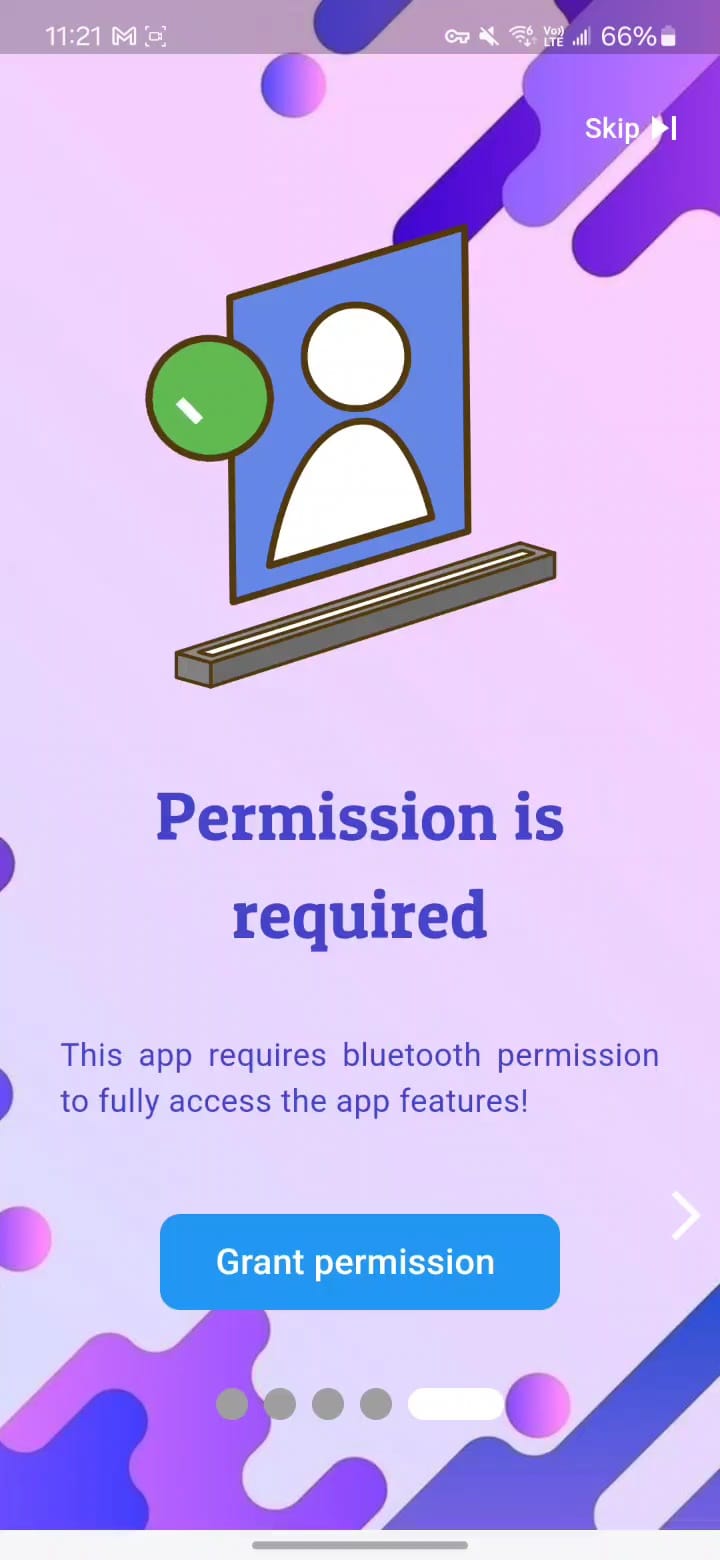 11:21 Vo)) LTE 66%
Skip
Permission is
required
This app requires bluetooth permission
to fully access the app features!
Grant permission